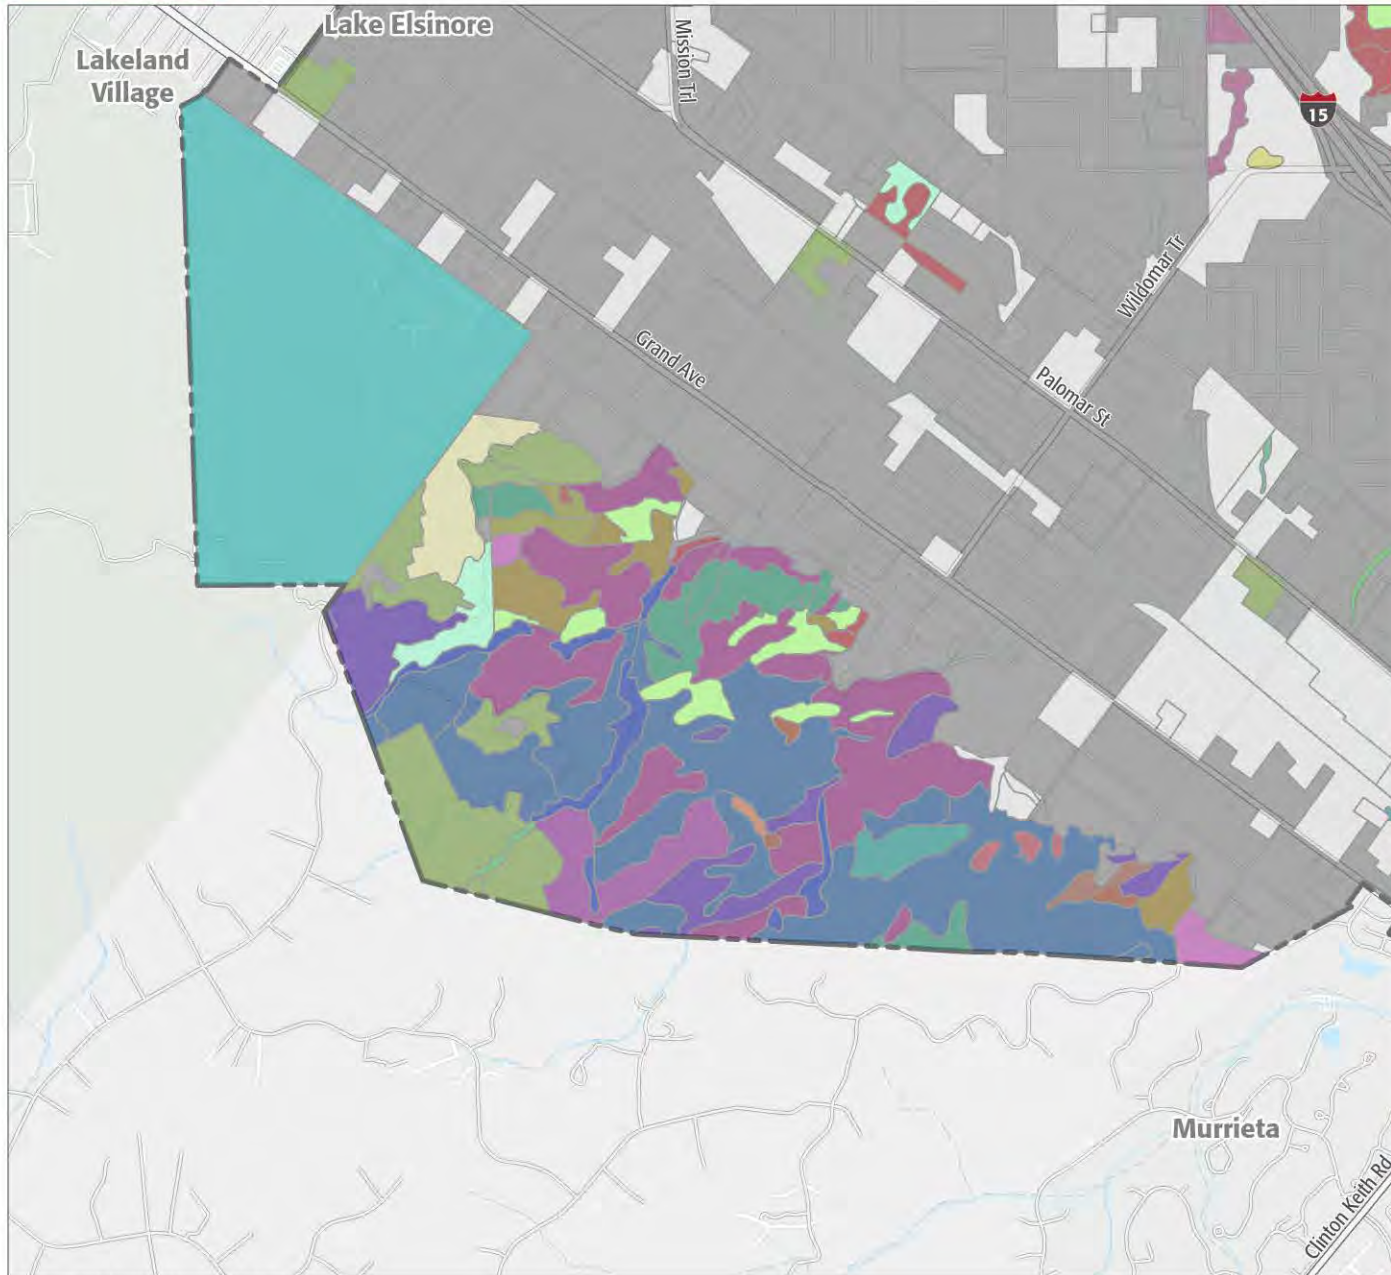 Lake Elsinore
Lakeland
Village
Mission Trl
15
Wildomar Tr
Grand Ave
Palomar St
Murrieta
Clinton Keith Rd